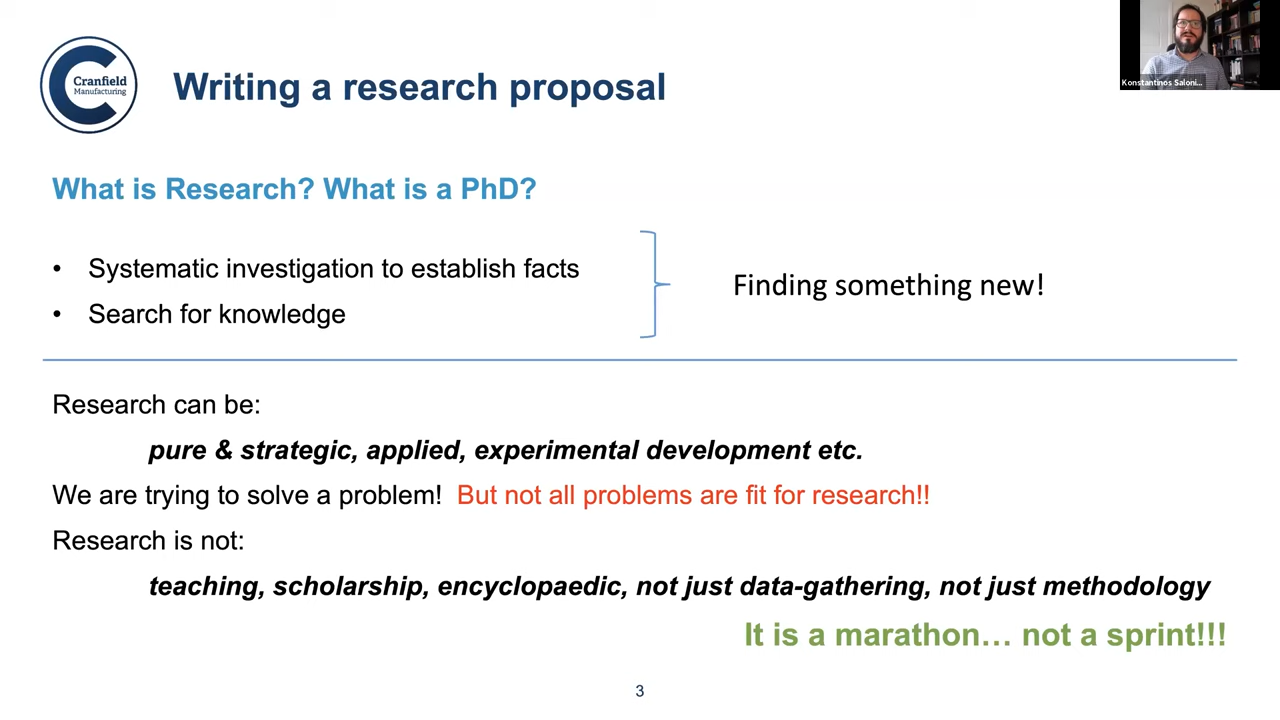 Cranfield
Manufacturing
Writing a research proposal
Konstantinos Saloni...
What is Research? What is a PhD?
• Systematic investigation to establish facts
• Search for knowledge
Finding something new!
Research can be:
pure & strategic, applied, experimental development etc.
We are trying to solve a problem! But not all problems are fit for research!!
Research is not:
teaching, scholarship, encyclopaedic, not just data-gathering, not just methodology
It is a marathon… not a sprint!!!
3